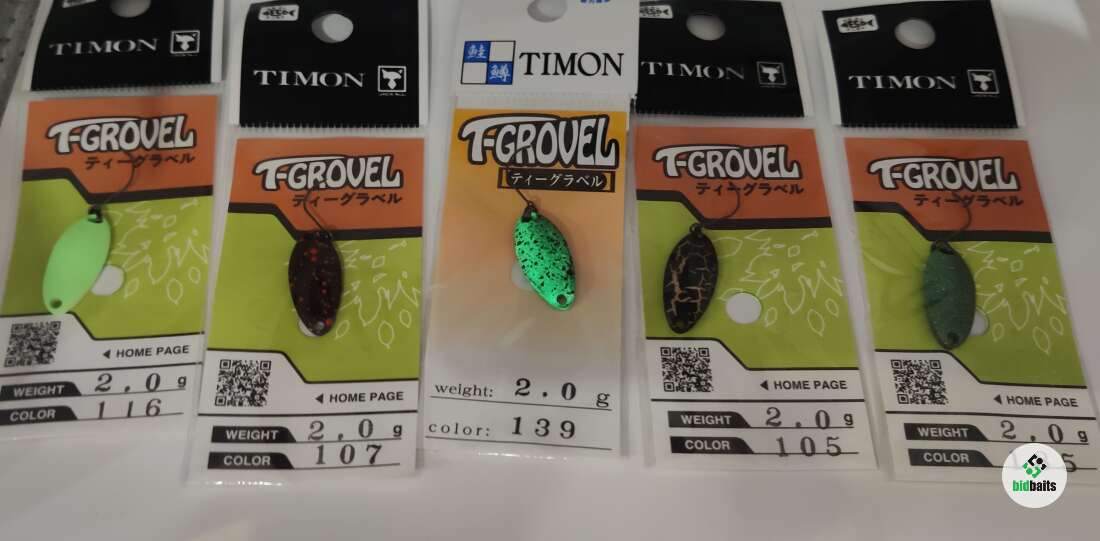 TIMON
T-GROVEL
ティーグラベル
HOME PAGE
WEIGHT 2.0g
COLOR 116
TIMON
T-GROVEL
ティーグラベル
HOME PAGE
WEIGHT 2.0g
COLOR 107
鮭
鱒
TIMON
T-GROVEL
ティーグラベル
weight: 2.0g
color: 139
TIMON
T-GROVEL
ティーグラベル
HOME PAGE
WEIGHT 2.0g
COLOR 105
TIMON
T-GROVEL
ティーグラベル
HOME PAGE
WEIGHT 2.0g
COLOR
bidbaits